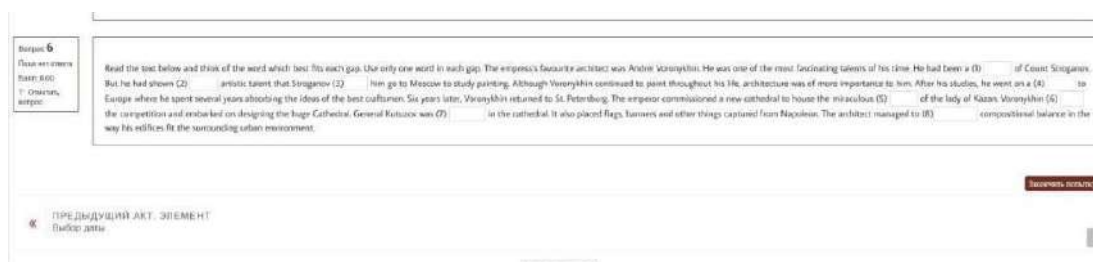 Вопрос 6
Пока нет ответа
Балл: 8,00
Отметить вопрос
Read the text below and think of the word which best fits each gap. Use only one word in each gap. The empress's favourite architect was Andrei Voronykhin. He was one of the most fascinating talents of his time. He had been a (1) of Count Stroganov.
But he had shown (2) artistic talent that Stroganov (3) him go to Moscow to study painting. Although Voronykhin continued to paint throughout his life, architecture was of more importance to him. After his studies, he went on a (4) to
Europe where he spent several years absorbing the ideas of the best craftsmen. Six years later, Voronykhin returned to St. Petersburg. The emperor commissioned a new cathedral to house the miraculous (5) of the lady of Kazan. Voronykhin (6)
the competition and embarked on designing the huge Cathedral. General Kutuzov was (7) in the cathedral. It also placed flags, banners and other things captured from Napoleon. The architect managed to (8) compositional balance in the
way his edifices fit the surrounding urban environment.
Закончить попытку
« ПРЕДЫДУЩИЙ АКТ. ЭЛЕМЕНТ
Выбор даты